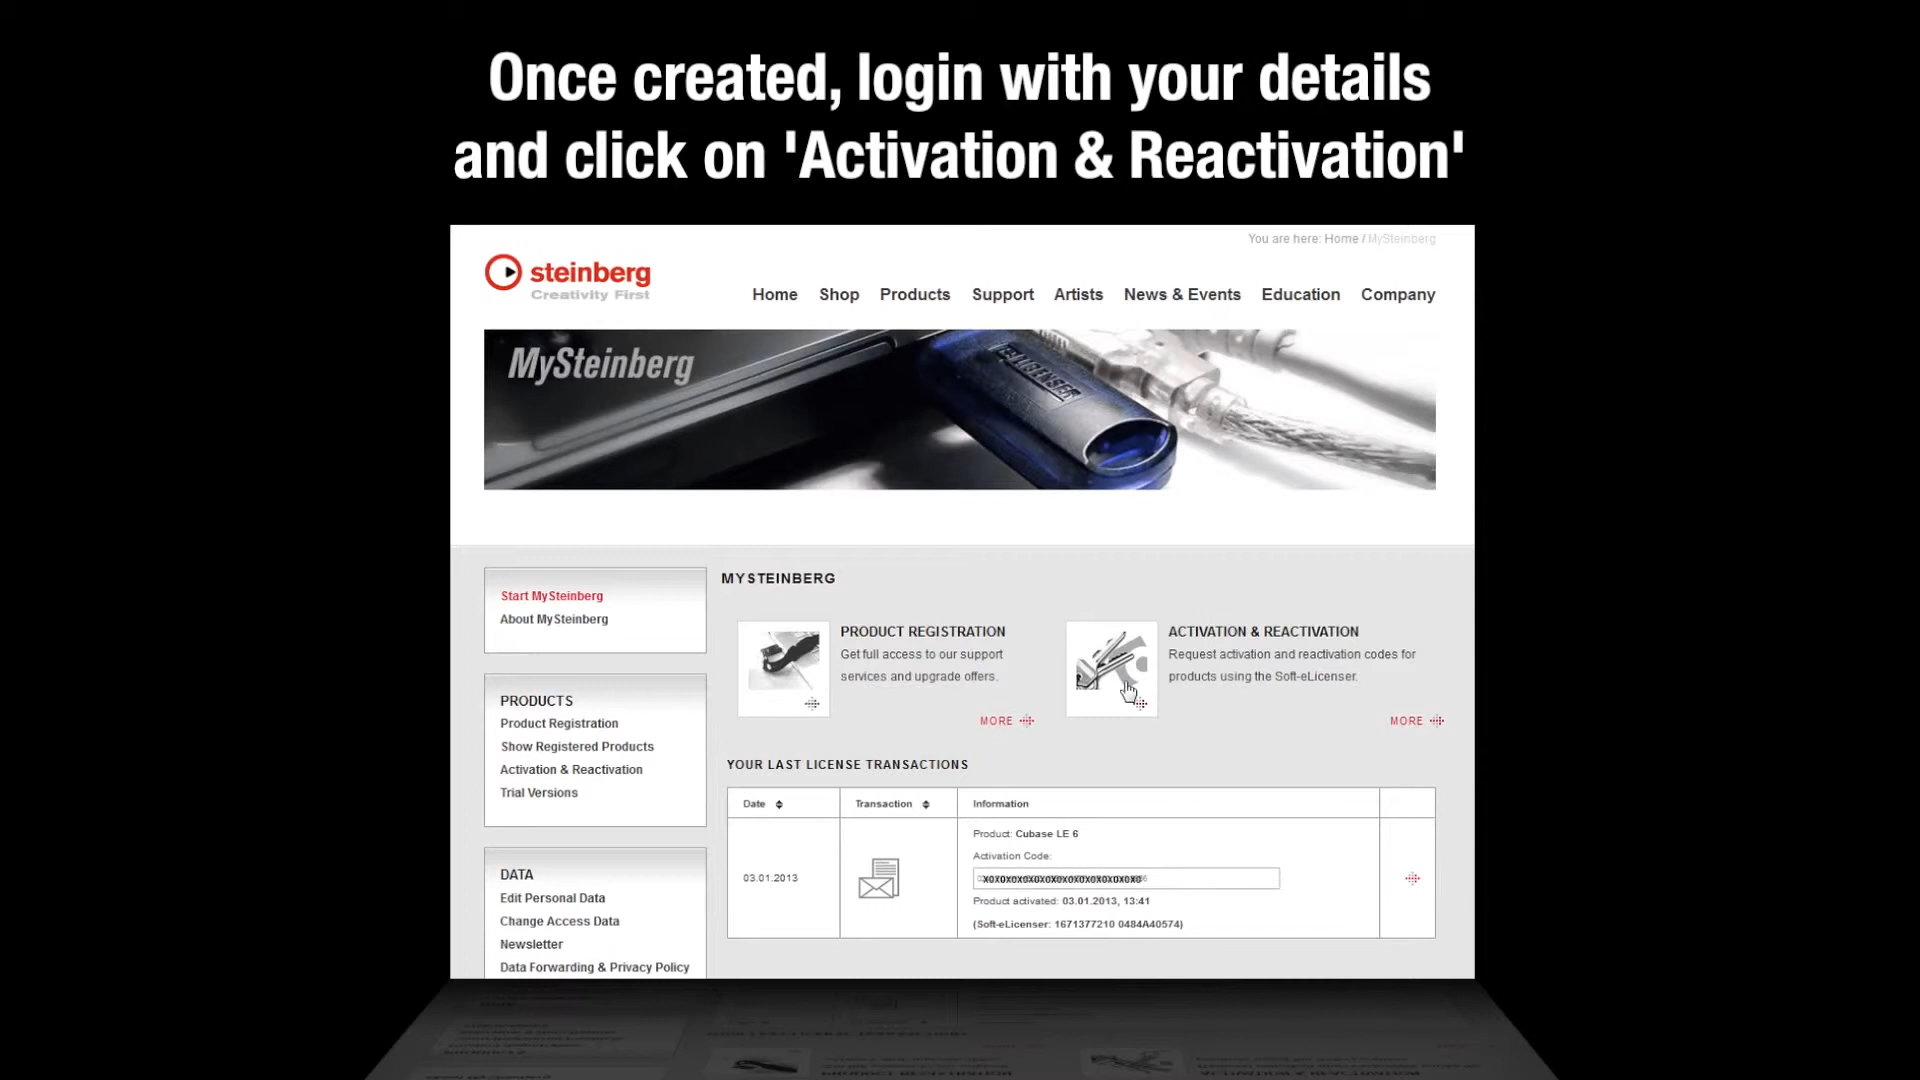 Once created, login with your details
and click on 'Activation & Reactivation'
You are here: Home / MySteinberg
steinberg
Creativity First
Home Shop Products Support Artists News & Events Education Company
MySteinberg
Start MySteinberg
About MySteinberg
MYSTEINBERG
PRODUCT REGISTRATION
Get full access to our support
services and upgrade offers.
MORE
ACTIVATION & REACTIVATION
Request activation and reactivation codes for
products using the Soft-eLicenser.
MORE
PRODUCTS
Product Registration
Show Registered Products
Activation & Reactivation
Trial Versions
YOUR LAST LICENSE TRANSACTIONS
Date Transaction Information
03.01.2013
Product: Cubase LE 6
Activation Code:
Product activated: 03.01.2013, 13:41
(Soft-eLicenser: 1671377210 0484A40574)
DATA
Edit Personal Data
Change Access Data
Newsletter
Data Forwarding & Privacy Policy